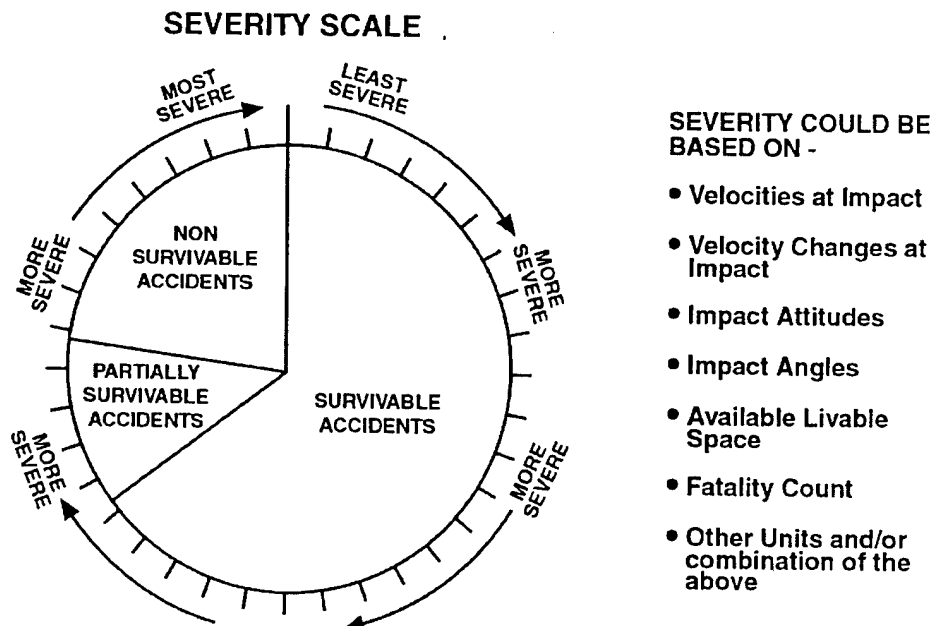 SEVERITY SCALE
MOST
SEVERE
LEAST
SEVERE
MORE
SEVERE
MORE
SEVERE
NON
SURVIVABLE
ACCIDENTS
PARTIALLY
SURVIVABLE
ACCIDENTS
SURVIVABLE
ACCIDENTS
MORE
SEVERE
MORE
SEVERE
SEVERITY COULD BE
BASED ON -
• Velocities at Impact
• Velocity Changes at
Impact
• Impact Attitudes
• Impact Angles
• Available Livable
Space
• Fatality Count
• Other Units and/or
combination of the
above